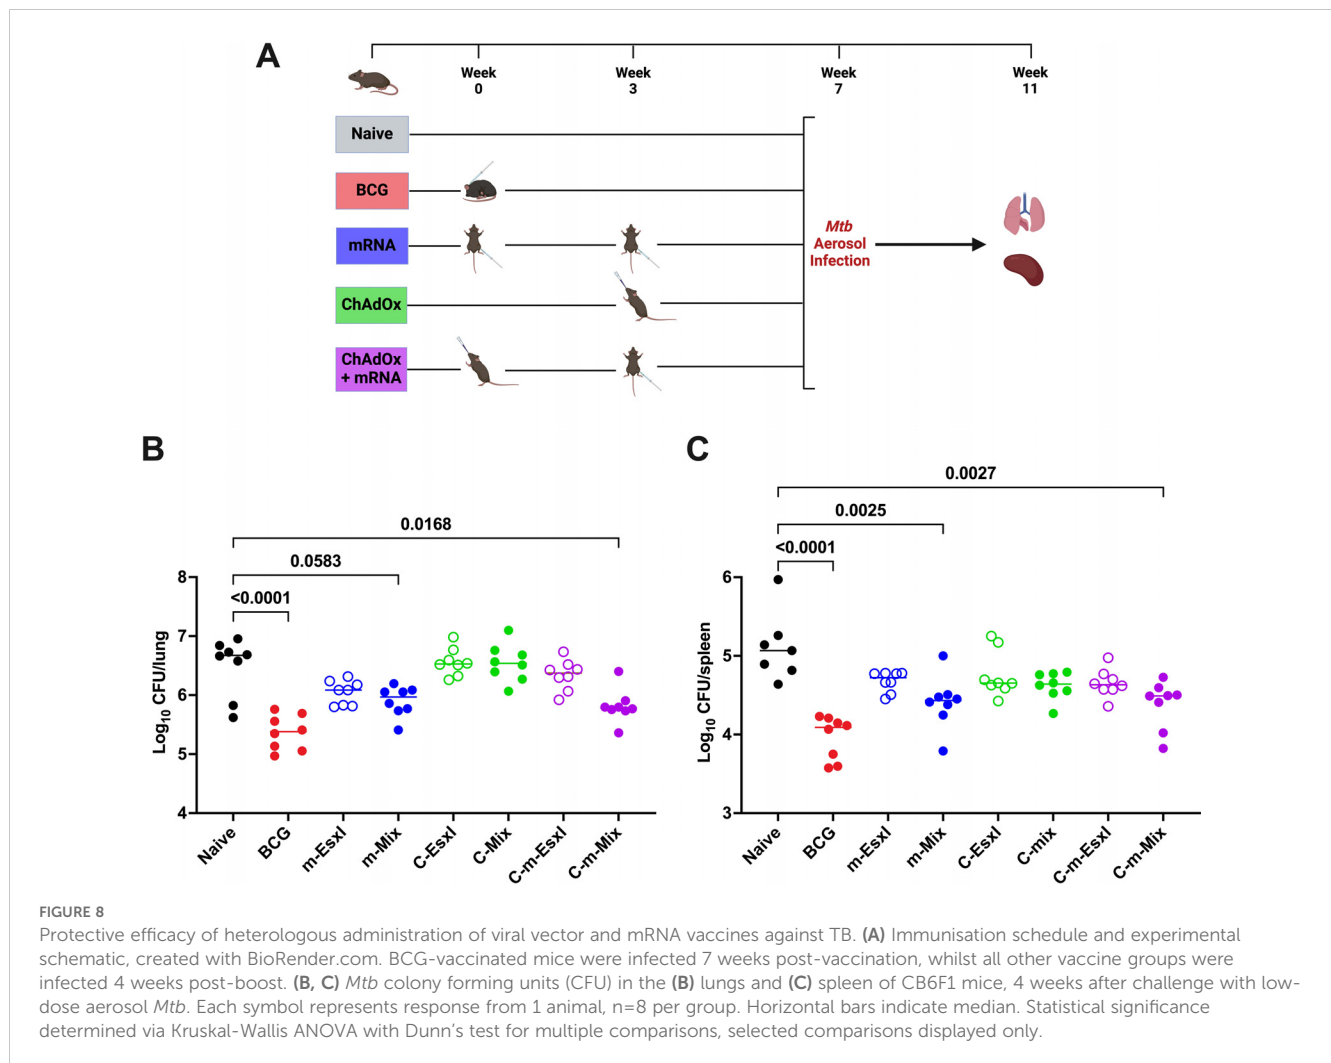 A
Week
0
Week
3
Week
7
Week
11
Naive
BCG
mRNA
ChAdOx
ChAdOx
+ mRNA
Mtb
Aerosol
Infection
B
0.0168
0.0583
<0.0001
Log10 CFU/lung
8
7
6
5
4
Naive
BCG
m-EsxI
m-Mix
C-EsxI
C-Mix
C-m-EsxI
C-m-Mix
C
0.0027
0.0025
<0.0001
Log10 CFU/spleen
6
5
4
3
Naive
BCG
m-EsxI
m-Mix
C-EsxI
C-mix
C-m-EsxI
C-m-Mix
FIGURE 8
Protective efficacy of heterologous administration of viral vector and mRNA vaccines against TB. (A) Immunisation schedule and experimental
schematic, created with BioRender.com. BCG-vaccinated mice were infected 7 weeks post-vaccination, whilst all other vaccine groups were
infected 4 weeks post-boost. (B, C) Mtb colony forming units (CFU) in the (B) lungs and (C) spleen of CB6F1 mice, 4 weeks after challenge with low-
dose aerosol Mtb. Each symbol represents response from 1 animal, n=8 per group. Horizontal bars indicate median. Statistical significance
determined via Kruskal-Wallis ANOVA with Dunn's test for multiple comparisons, selected comparisons displayed only.